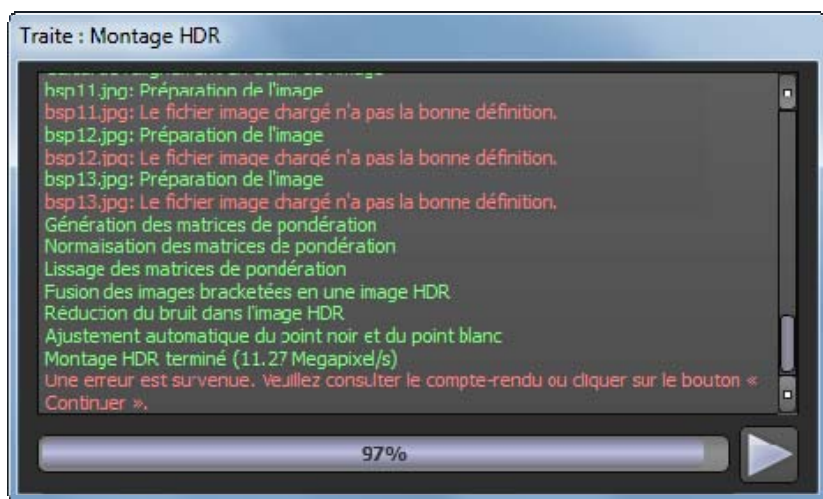 Traite : Montage HDR
bsp11.jpg: Préparation de l'image
bsp11.jpg: Le fichier image chargé n'a pas la bonne définition.
bsp12.jpg: Préparation de l'image
bsp12.jpg: Le fichier image chargé n'a pas la bonne définition.
bsp13.jpg: Préparation de l'image
bsp13.jpg: Le fichier image chargé n'a pas la bonne définition.
Génération des matrices de pondération
Normaisation des matrices de pondération
Lissage des matrices de pondération
Fusion des images bracketées en une image HDR
Réduction du bruit dans l'image HDR
Ajustement automatique du point noir et du point blanc
Montage HDR terminé (11.27 Megapixel/s)
Une erreur est survenue. Veuillez consulter le compte-rendu ou cliquer sur le bouton «
Continuer ».
97%